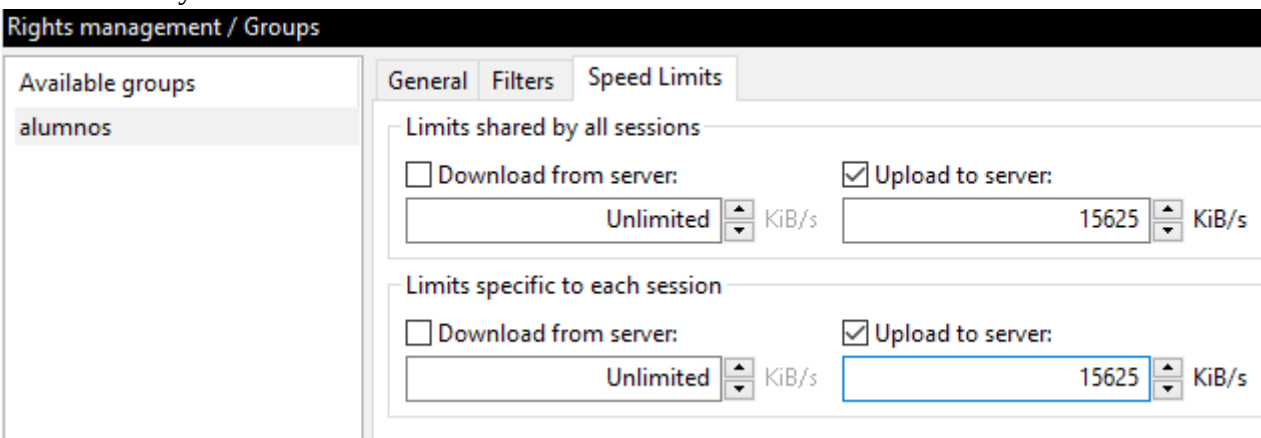 Rights management / Groups
Available groups
alumnos
General Filters Speed Limits
Limits shared by all sessions
Download from server: Upload to server:
Unlimited KiB/s 15625 KiB/s
Limits specific to each session
Download from server: Upload to server:
Unlimited KiB/s 15625 KiB/s